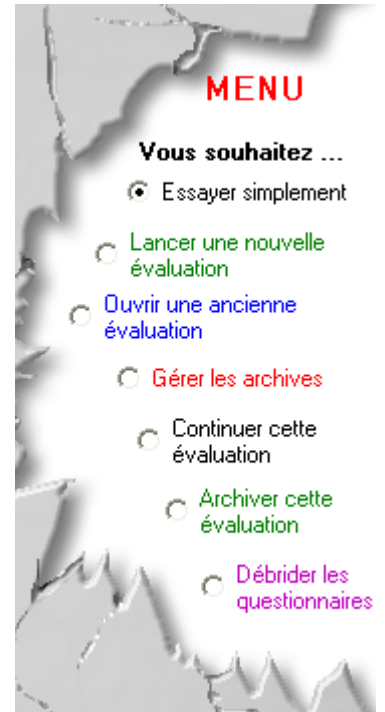 MENU
Vous souhaitez ...
Essayer simplement
Lancer une nouvelle
évaluation
Ouvrir une ancienne
évaluation
Gérer les archives
Continuer cette
évaluation
Archiver cette
évaluation
Débrider les
questionnaires